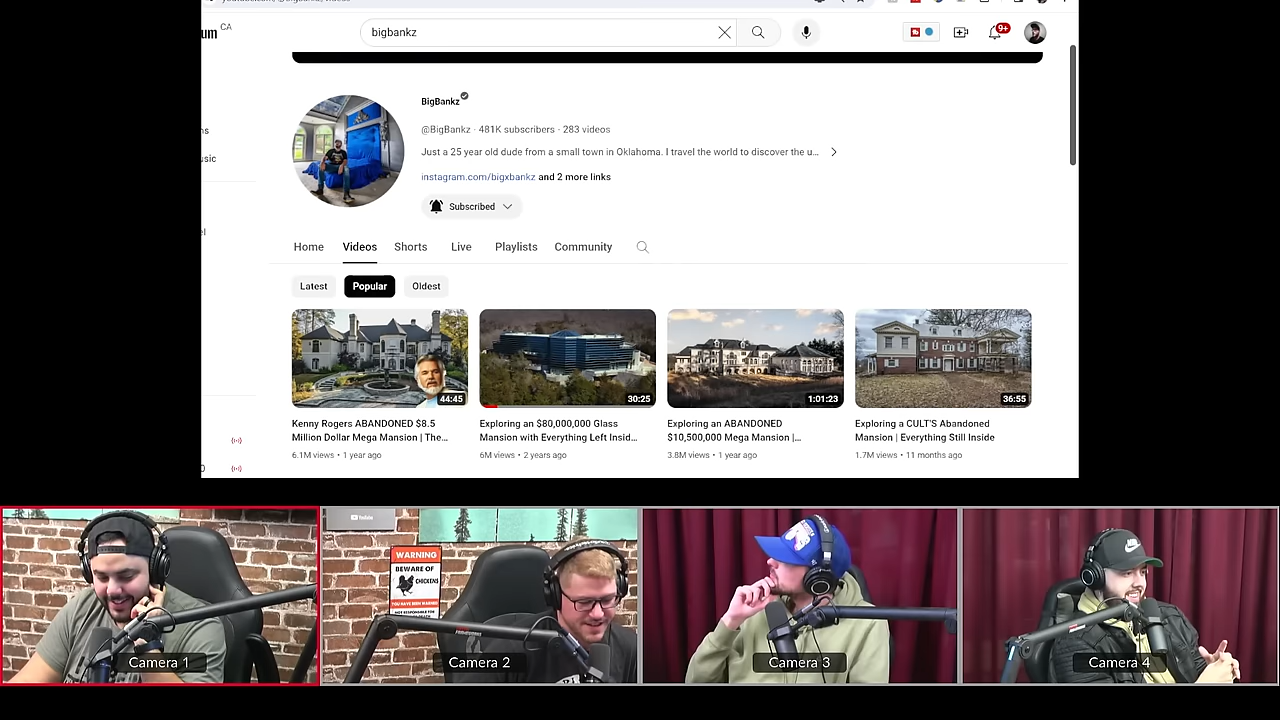 um CA
bigbankz
9+
BigBankz
@BigBankz · 481K subscribers · 283 videos
Just a 25 year old dude from a small town in Oklahoma. I travel the world to discover the u...
instagram.com/bigxbankz and 2 more links
Subscribed
Home Videos Shorts Live Playlists Community
Latest Popular Oldest
44:45
30:25
1:01:23
36:55
Kenny Rogers ABANDONED $8.5
Million Dollar Mega Mansion | The...
6.1M views • 1 year ago
Exploring an $80,000,000 Glass
Mansion with Everything Left Insid...
6M views • 2 years ago
Exploring an ABANDONED
$10,500,000 Mega Mansion |...
3.8M views • 1 year ago
Exploring a CULT'S Abandoned
Mansion | Everything Still Inside
1.7M views • 11 months ago
YouTube
WARNING
BEWARE OF
CHICKENS
Camera 1
Camera 2
Camera 3
Camera 4